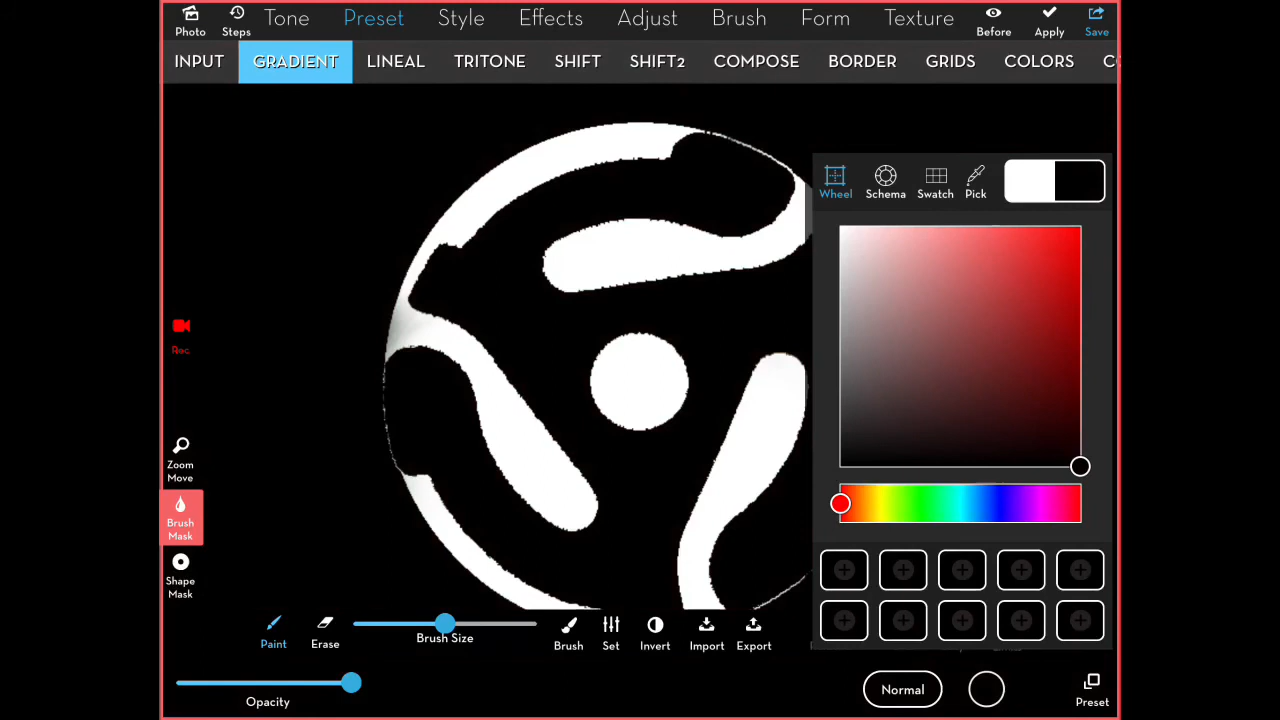 Photo
Steps
Tone
Preset
Style
Effects
Adjust
Brush
Form
Texture
Before
Apply
Save
INPUT
GRADIENT
LINEAL
TRITONE
SHIFT
SHIFT2
COMPOSE
BORDER
GRIDS
COLORS
Wheel
Schema
Swatch
Pick
Rec
Zoom
Move
Brush
Mask
Shape
Mask
Paint
Erase
Brush Size
Brush
Set
Invert
Import
Export
Opacity
Normal
Preset